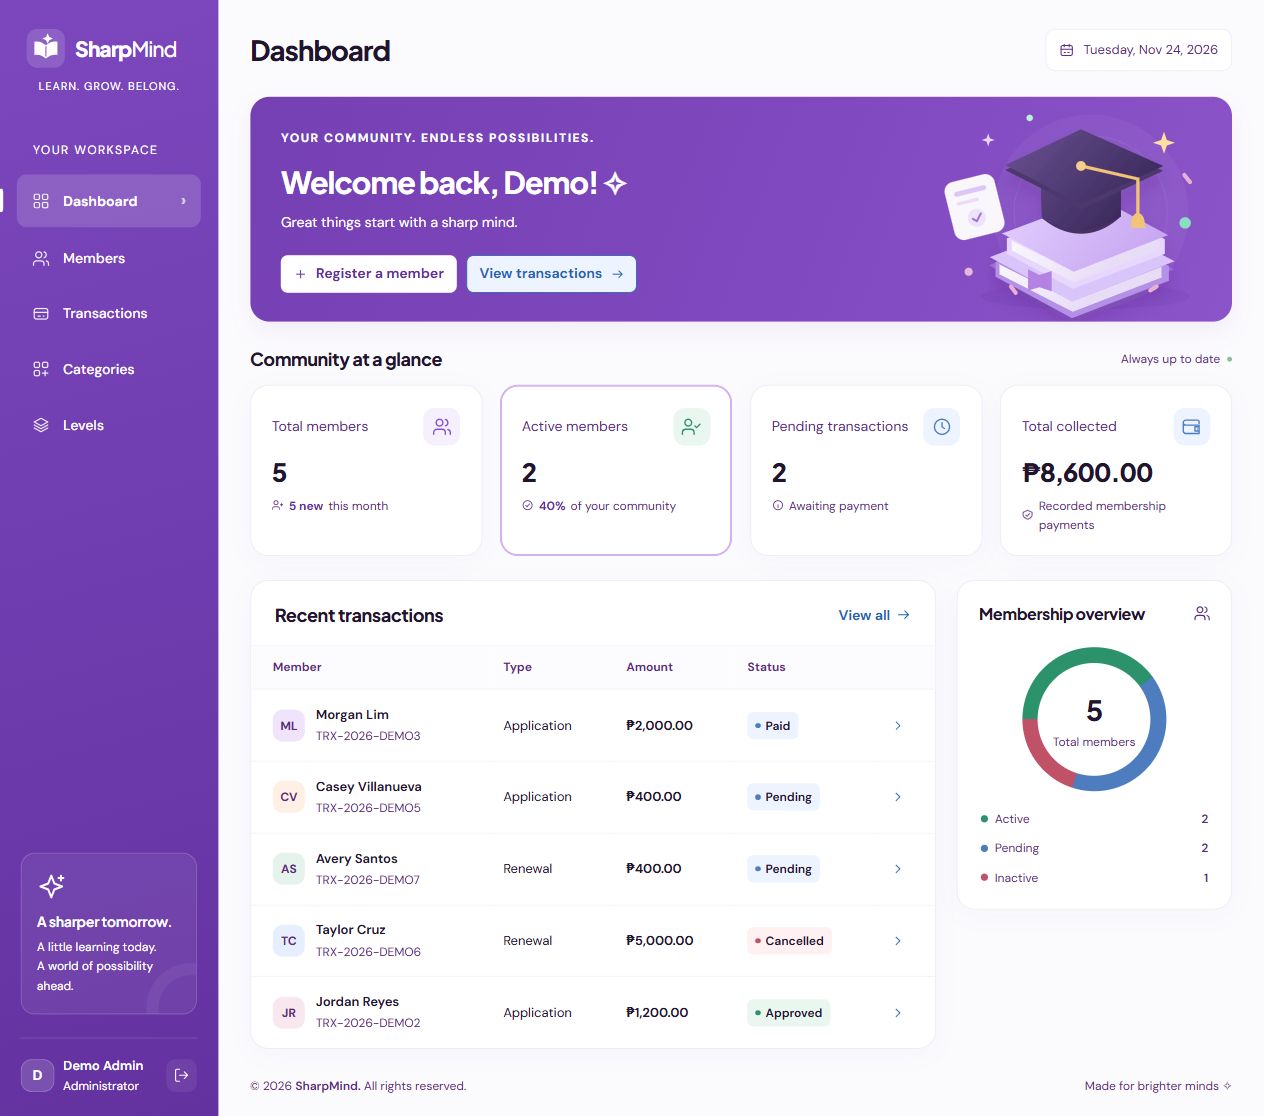 SharpMind
LEARN. GROW. BELONG.
YOUR WORKSPACE
Dashboard
Members
Transactions
Categories
Levels
A sharper tomorrow.
A little learning today.
A world of possibility
ahead.
D
Demo Admin
Administrator
Dashboard
Tuesday, Nov 24, 2026
YOUR COMMUNITY. ENDLESS POSSIBILITIES.
Welcome back, Demo!
Great things start with a sharp mind.
Register a member
View transactions →
Community at a glance
Always up to date
Total members
5
5 new this month
Active members
2
40% of your community
Pending transactions
2
Awaiting payment
Total collected
₱8,600.00
Recorded membership
payments
Recent transactions
View all →
Member Type Amount Status
ML Morgan Lim
TRX-2026-DEMO3
Application ₱2,000.00 Paid
CV Casey Villanueva
TRX-2026-DEMO5
Application ₱400.00 Pending
AS Avery Santos
TRX-2026-DEMO7
Renewal ₱400.00 Pending
TC Taylor Cruz
TRX-2026-DEMO6
Renewal ₱5,000.00 Cancelled
JR Jordan Reyes
TRX-2026-DEMO2
Application ₱1,200.00 Approved
Membership overview
5
Total members
Active 2
Pending 2
Inactive 1
© 2026 SharpMind. All rights reserved.
Made for brighter minds